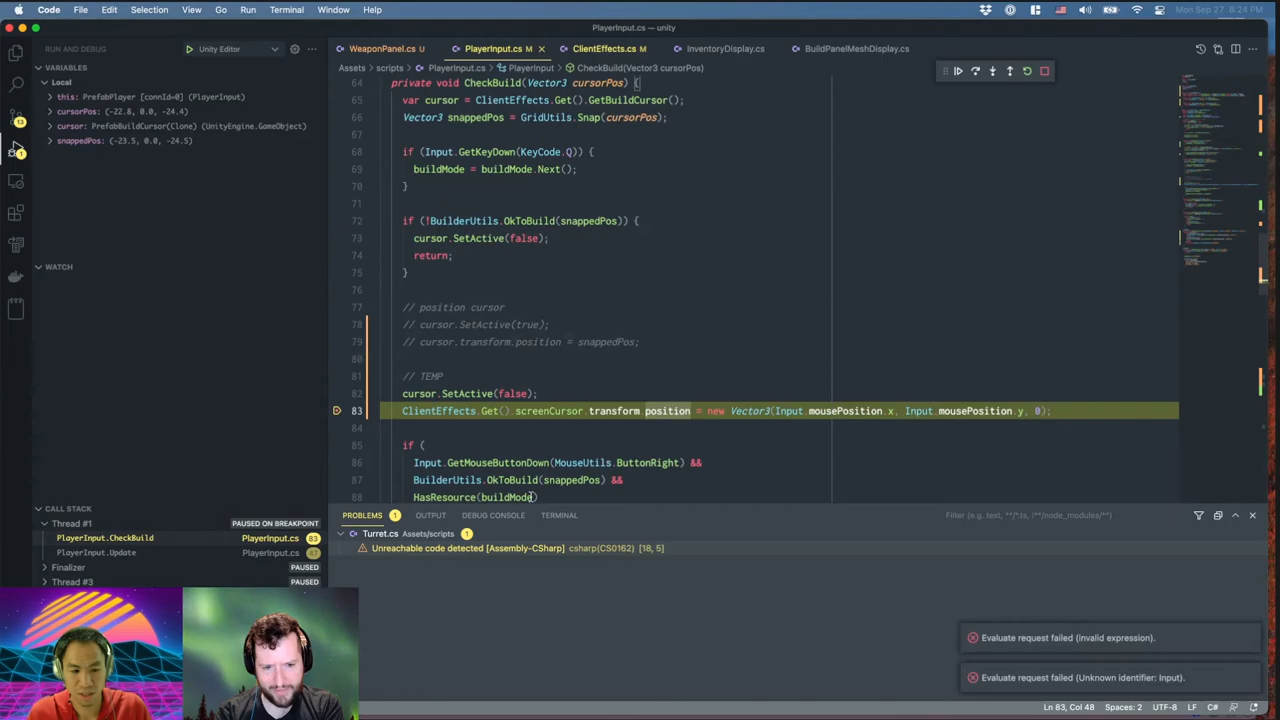 Code File Edit Selection View Go Run Terminal Window Help Mon Sep 27 8:24 PM
PlayerInput.cs — unity
RUN AND DEBUG Unity Editor
WeaponPanel.cs U PlayerInput.cs M ClientEffects.cs M InventoryDisplay.cs BuildPanelMeshDisplay.cs
Assets > scripts > PlayerInput.cs > PlayerInput > CheckBuild(Vector3 cursorPos)
VARIABLES
Local
this: PrefabPlayer [connId=0] (PlayerInput)
cursorPos: (-22.8, 0.0, -24.4)
cursor: PrefabBuildCursor(Clone) (UnityEngine.GameObject)
snappedPos: (-23.5, 0.0, -24.5)
13
1
WATCH
CALL STACK
Thread #1 PAUSED ON BREAKPOINT
PlayerInput.CheckBuild PlayerInput.cs 83
PlayerInput.Update PlayerInput.cs 47
Finalizer PAUSED
Thread #3 PAUSED
64 private void CheckBuild(Vector3 cursorPos) {
65 var cursor = ClientEffects.Get().GetBuildCursor();
66 Vector3 snappedPos = GridUtils.Snap(cursorPos);
67
68 if (Input.GetKeyDown(KeyCode.Q)) {
69 buildMode = buildMode.Next();
70 }
71
72 if (!BuilderUtils.OkToBuild(snappedPos)) {
73 cursor.SetActive(false);
74 return;
75 }
76
77 // position cursor
78 // cursor.SetActive(true);
79 // cursor.transform.position = snappedPos;
80
81 // TEMP
82 cursor.SetActive(false);
83 ClientEffects.Get().screenCursor.transform.position = new Vector3(Input.mousePosition.x, Input.mousePosition.y, 0);
84
85 if (
86 Input.GetMouseButtonDown(MouseUtils.ButtonRight) &&
87 BuilderUtils.OkToBuild(snappedPos) &&
88 HasResource(buildMode)
PROBLEMS 1 OUTPUT DEBUG CONSOLE TERMINAL Filter (e.g. text, **/*.ts, !**/node_modules/**)
Turret.cs Assets/scripts 1
Unreachable code detected [Assembly-CSharp] csharp(CS0162) [18, 5]
Evaluate request failed (invalid expression).
Evaluate request failed (Unknown identifier: Input).
Ln 83, Col 48 Spaces: 2 UTF-8 LF C#